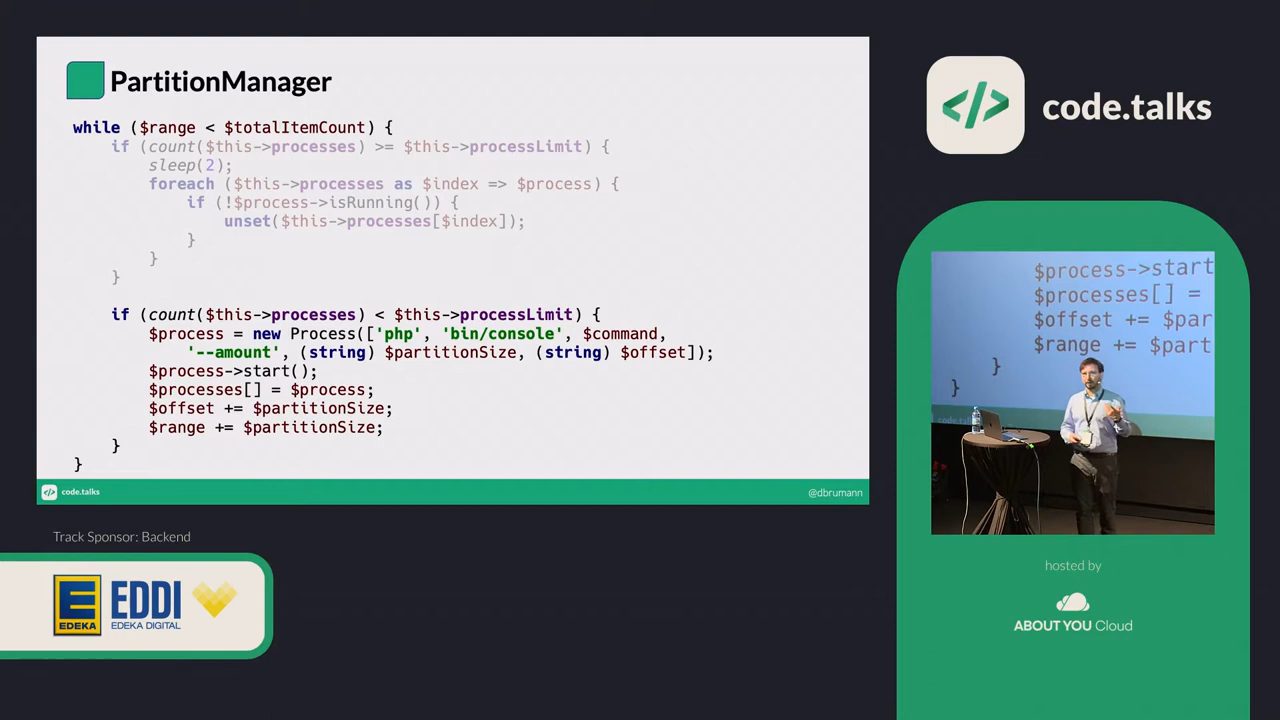 PartitionManager
while ($range < $totalItemCount) {
if (count($this->processes) >= $this->processLimit) {
sleep(2);
foreach ($this->processes as $index => $process) {
if (!$process->isRunning()) {
unset($this->processes[$index]);
}
}
}
if (count($this->processes) < $this->processLimit) {
$process = new Process(['php', 'bin/console', $command,
'--amount', (string) $partitionSize, (string) $offset]);
$process->start();
$processes[] = $process;
$offset += $partitionSize;
$range += $partitionSize;
}
}
</> code.talks
@dbrumann
Track Sponsor: Backend
E
EDEKA
EDDI
EDEKA DIGITAL
</>
code.talks
$process->start
$processes[] =
$offset += $par
$range += $part
}
}
code.talks
hosted by
ABOUT YOU Cloud